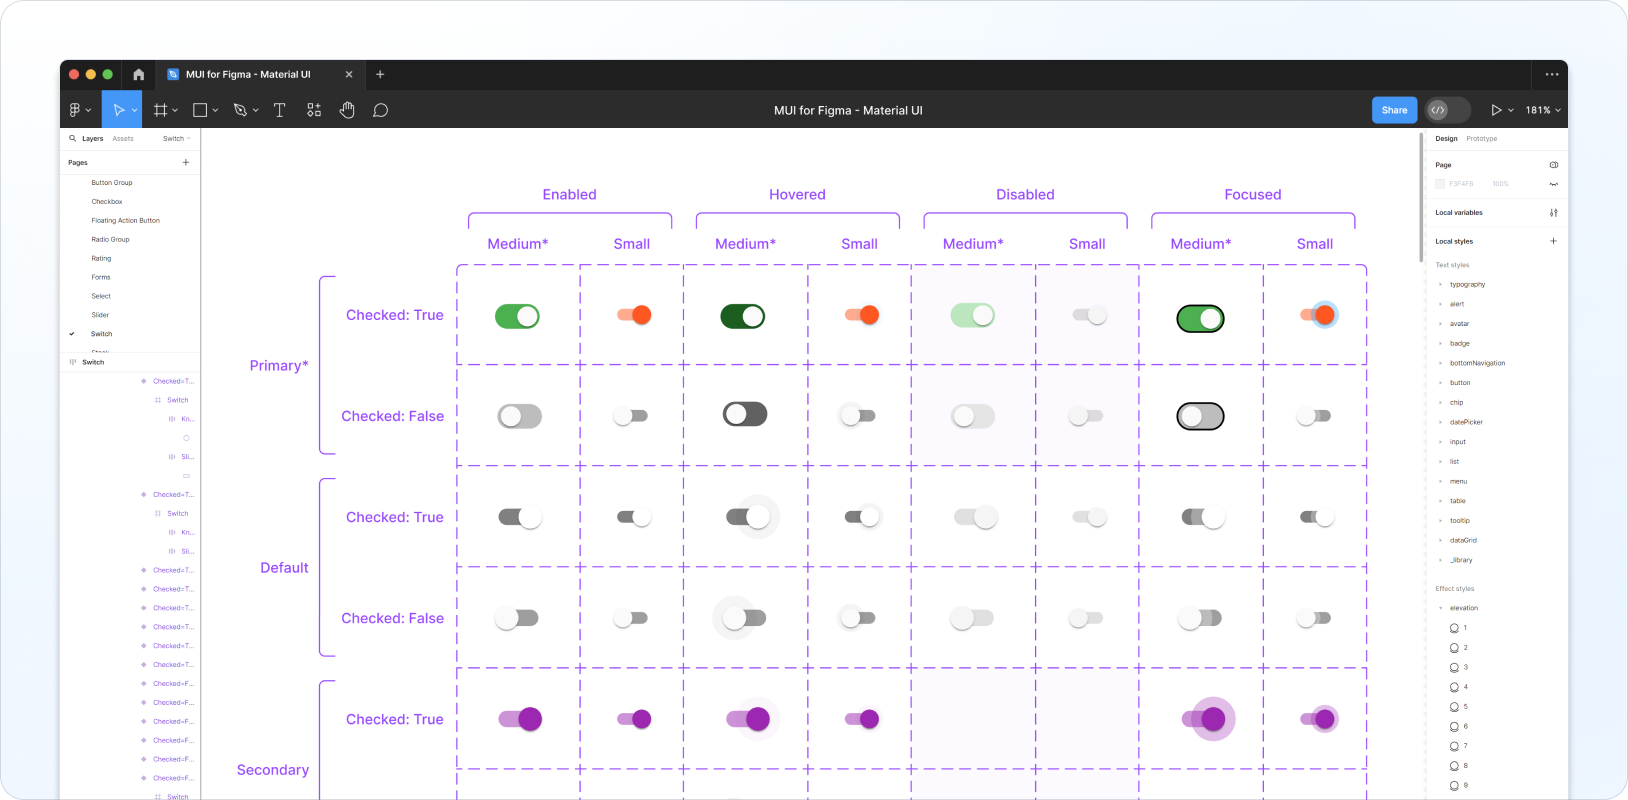 MUI for Figma - Material UI
MUI for Figma - Material UI
Share
181%
Layers Assets Switch
Pages
Button Group
Checkbox
Floating Action Button
Radio Group
Rating
Forms
Select
Slider
Switch
Switch
Checked=T...
Switch
Kn...
Sli...
Checked=T...
Switch
Kn...
Sli...
Checked=T...
Checked=T...
Checked=T...
Checked=T...
Checked=T...
Checked=T...
Checked=F...
Checked=F...
Checked=F...
Checked=F...
Checked=F...
Checked=F...
Switch
Enabled Hovered Disabled Focused
Medium* Small Medium* Small Medium* Small Medium* Small
Primary*
Checked: True
Checked: False
Default
Checked: True
Checked: False
Secondary
Checked: True
Design Prototype
Page
F3F4F6 100%
Local variables
Local styles
Text styles
typography
alert
avatar
badge
bottomNavigation
button
chip
datePicker
input
list
menu
table
tooltip
dataGrid
_library
Effect styles
elevation
1
2
3
4
5
6
7
8
9